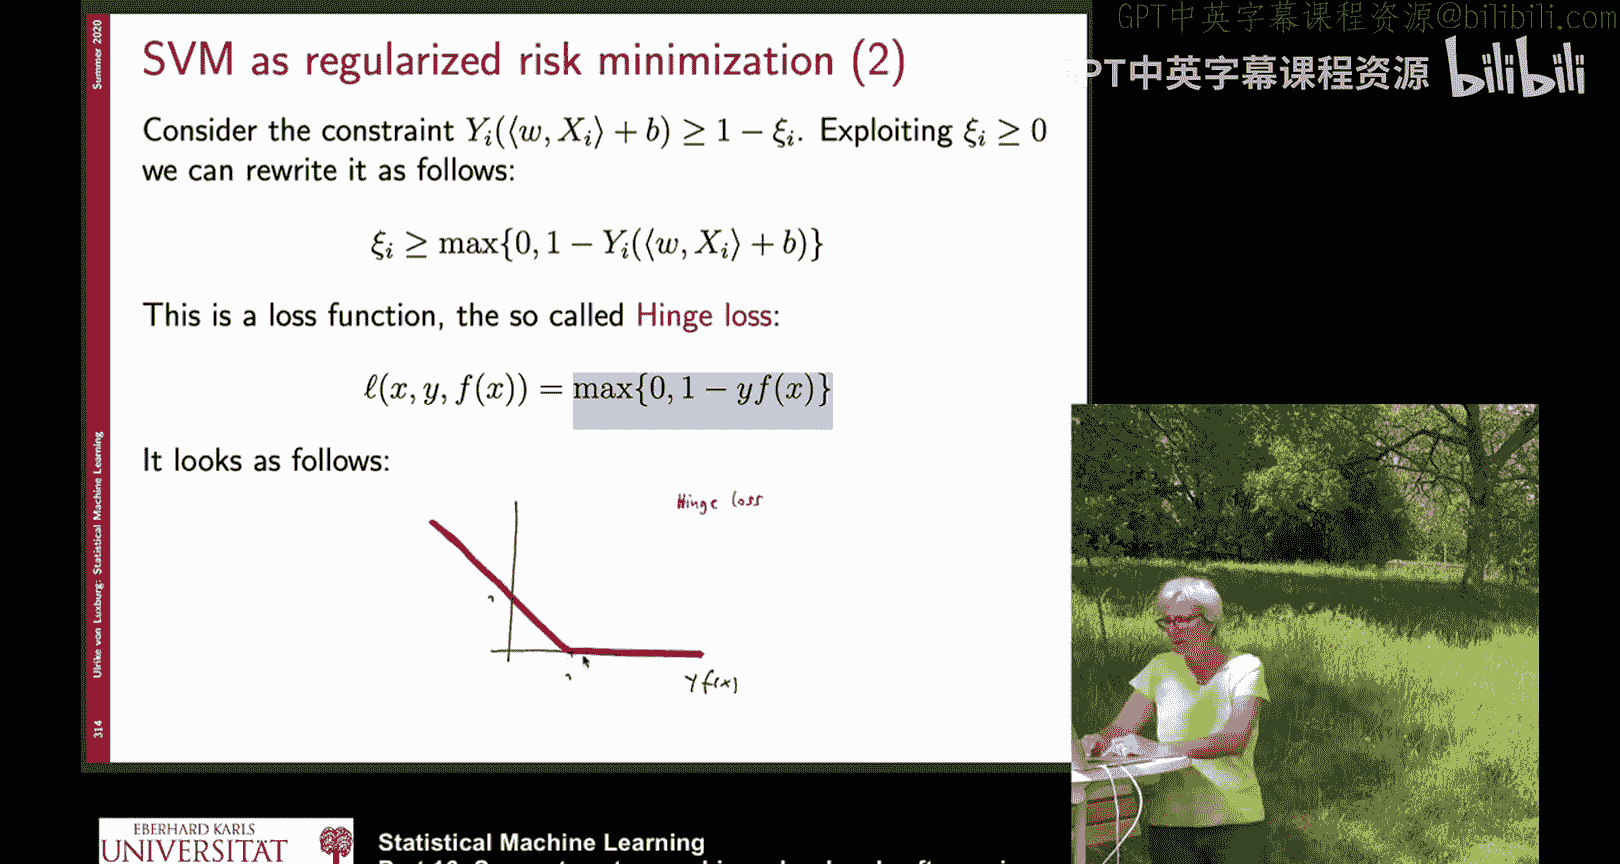 GPT中英字幕课程资源@bilibili.com
PT中英字幕课程资源 bilibili
Summer 2020
SVM as regularized risk minimization (2)
Consider the constraint Yᵢ(⟨w, Xᵢ⟩ + b) ≥ 1 − ξᵢ. Exploiting ξᵢ ≥ 0
we can rewrite it as follows:
ξᵢ ≥ max{0, 1 − Yᵢ(⟨w, Xᵢ⟩ + b)}
This is a loss function, the so called Hinge loss:
ℓ(x, y, f(x)) = max{0, 1 − yf(x)}
It looks as follows:
Hinge loss
1
1
Y f(x)
Ulrike von Luxburg: Statistical Machine Learning
314
EBERHARD KARLS
UNIVERSITÄT
Statistical Machine Learning